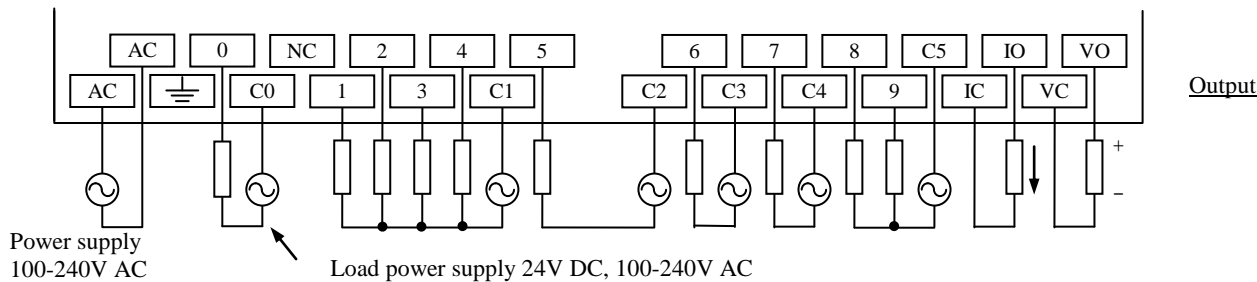 AC 0 NC 2 4 5 6 7 8 C5 IO VO
AC C0 1 3 C1 C2 C3 C4 9 IC VC
Output
+
−
Power supply
100-240V AC
Load power supply 24V DC, 100-240V AC